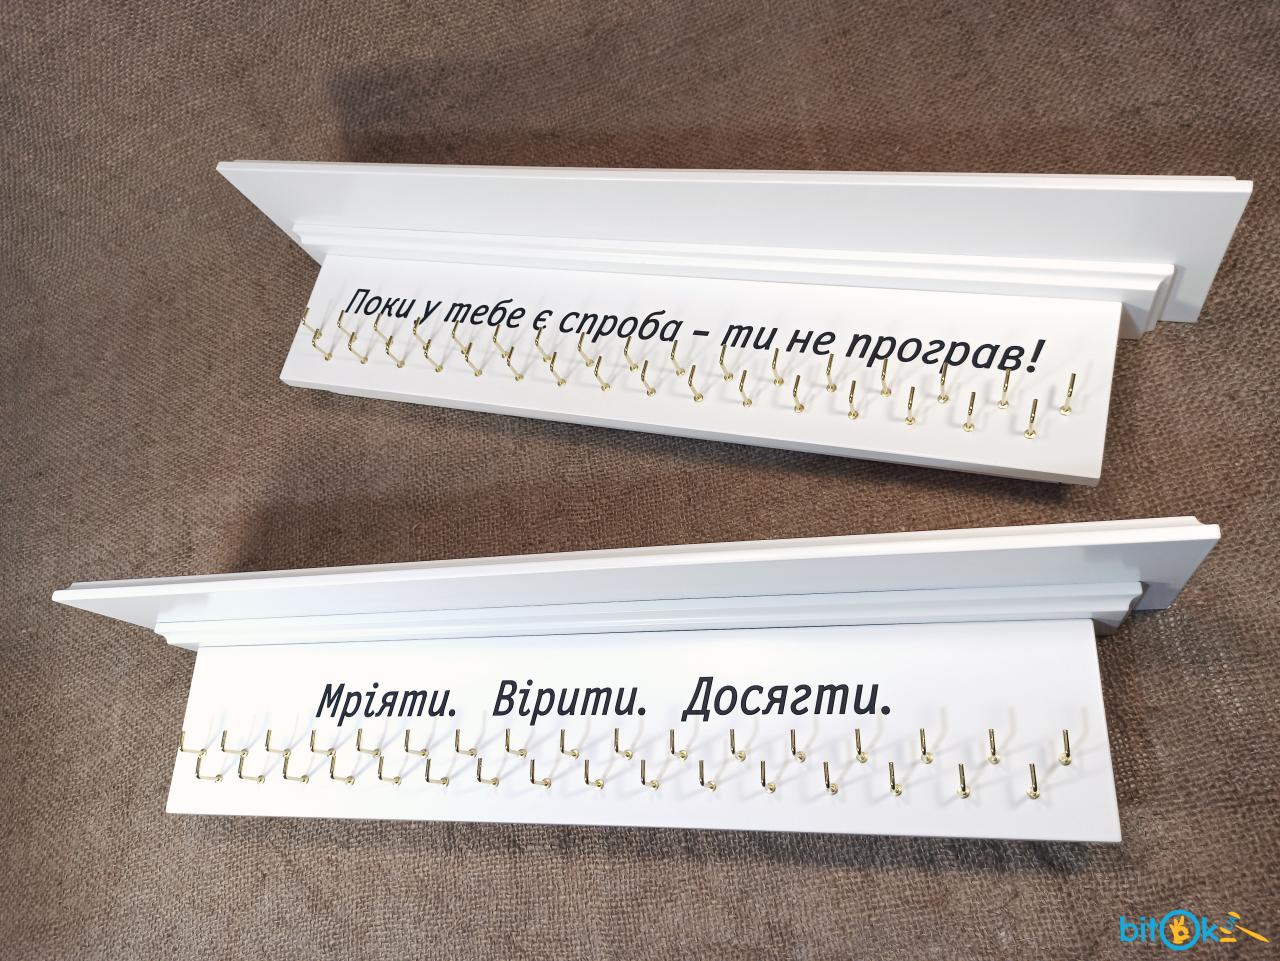 Поки у тебе є спроба – ти не програв!
Мріяти. Вірити. Досягти.
bitOk